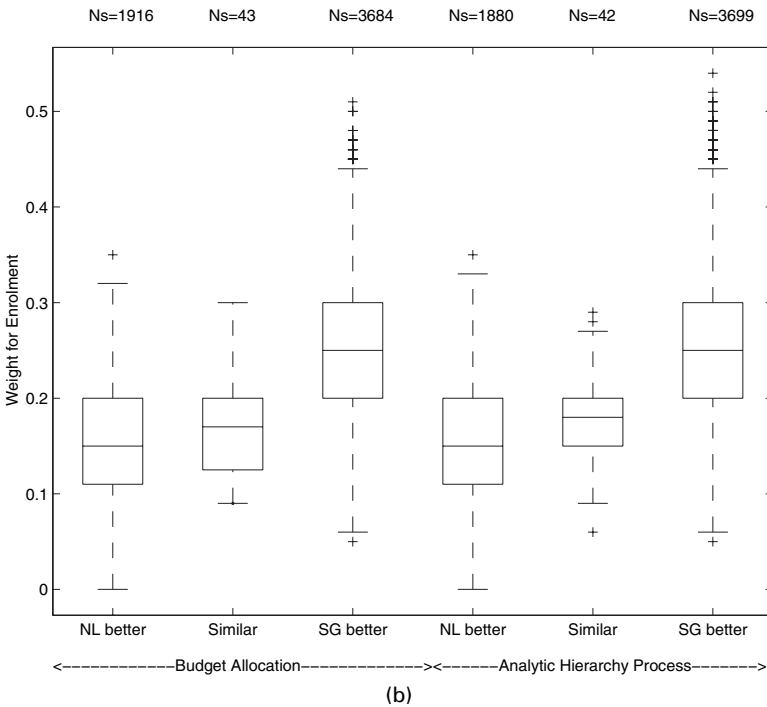 Ns=1916 Ns=43 Ns=3684 Ns=1880 Ns=42 Ns=3699
0.5
0.4
Weight for Enrolment
0.3
0.2
0.1
0
NL better Similar SG better NL better Similar SG better
<------------Budget Allocation-------------><------Analytic Hierarchy Process------->
(b)